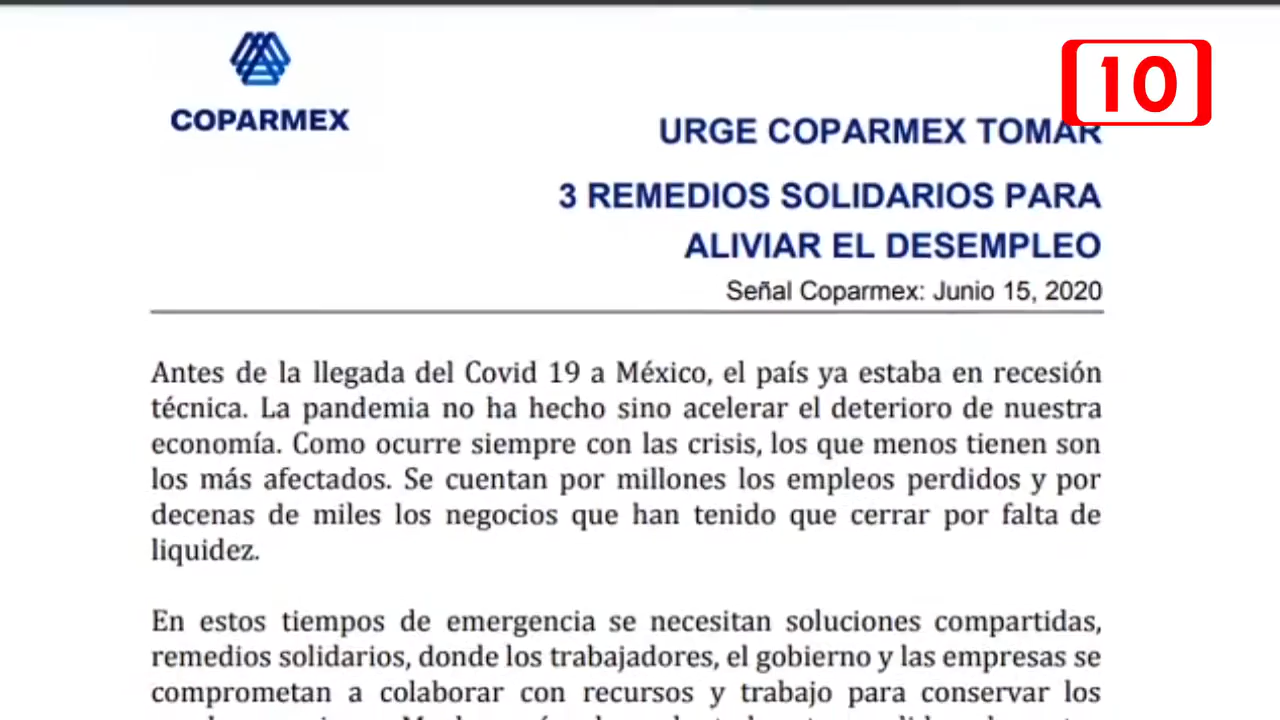 COPARMEX
10
URGE COPARMEX TOMAR
3 REMEDIOS SOLIDARIOS PARA
ALIVIAR EL DESEMPLEO
Señal Coparmex: Junio 15, 2020
Antes de la llegada del Covid 19 a México, el país ya estaba en recesión
técnica. La pandemia no ha hecho sino acelerar el deterioro de nuestra
economía. Como ocurre siempre con las crisis, los que menos tienen son
los más afectados. Se cuentan por millones los empleos perdidos y por
decenas de miles los negocios que han tenido que cerrar por falta de
liquidez.
En estos tiempos de emergencia se necesitan soluciones compartidas,
remedios solidarios, donde los trabajadores, el gobierno y las empresas se
comprometan a colaborar con recursos y trabajo para conservar los